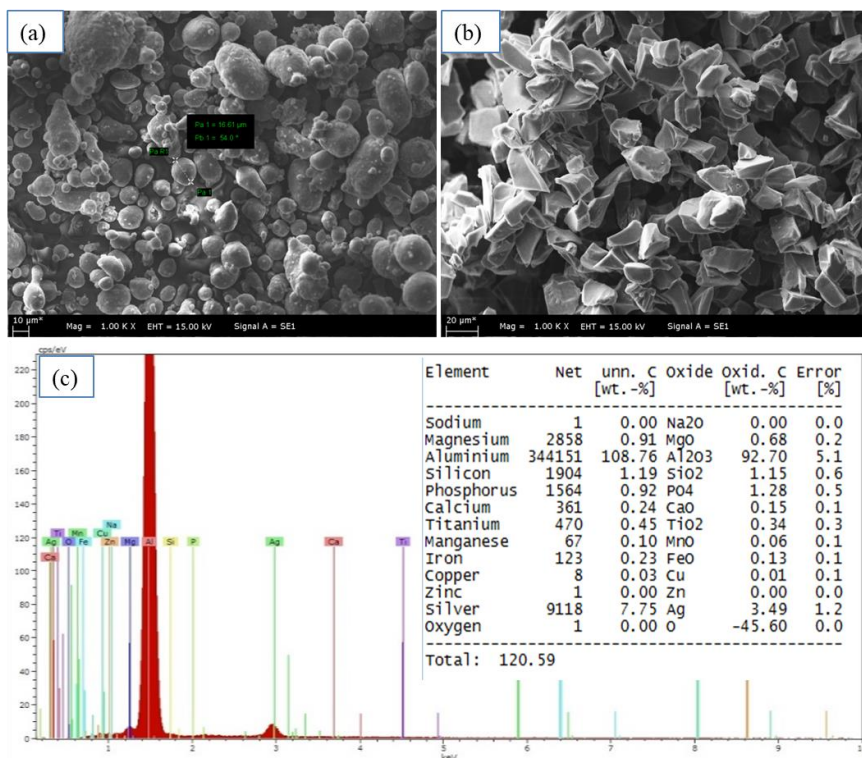 (a)
Pa 1 = 16.61 µm
Pb 1 = 54.0 °
Pa R1
Pa 1
10 µm*
Mag = 1.00 K X EHT = 15.00 kV Signal A = SE1
(b)
20 µm*
Mag = 1.00 K X EHT = 15.00 kV Signal A = SE1
cps/eV
(c)
220
200
180
160
140
120
100
80
60
40
20
0
Na
Ti Mn Cu
Ag O Fe Zn Mg Al Si P Ag Ca Ti
Ca
1 2 3 4 5 6 7 8 9
keV
Element Net unn. C Oxide Oxid. C Error
[wt.-%] [wt.-%] [%]
Sodium 1 0.00 Na2O 0.00 0.0
Magnesium 2858 0.91 MgO 0.68 0.2
Aluminium 344151 108.76 Al2O3 92.70 5.1
Silicon 1904 1.19 SiO2 1.15 0.6
Phosphorus 1564 0.92 PO4 1.28 0.5
Calcium 361 0.24 CaO 0.15 0.1
Titanium 470 0.45 TiO2 0.34 0.3
Manganese 67 0.10 MnO 0.06 0.1
Iron 123 0.23 FeO 0.13 0.1
Copper 8 0.03 Cu 0.01 0.1
Zinc 1 0.00 Zn 0.00 0.0
Silver 9118 7.75 Ag 3.49 1.2
Oxygen 1 0.00 O -45.60 0.0
Total: 120.59